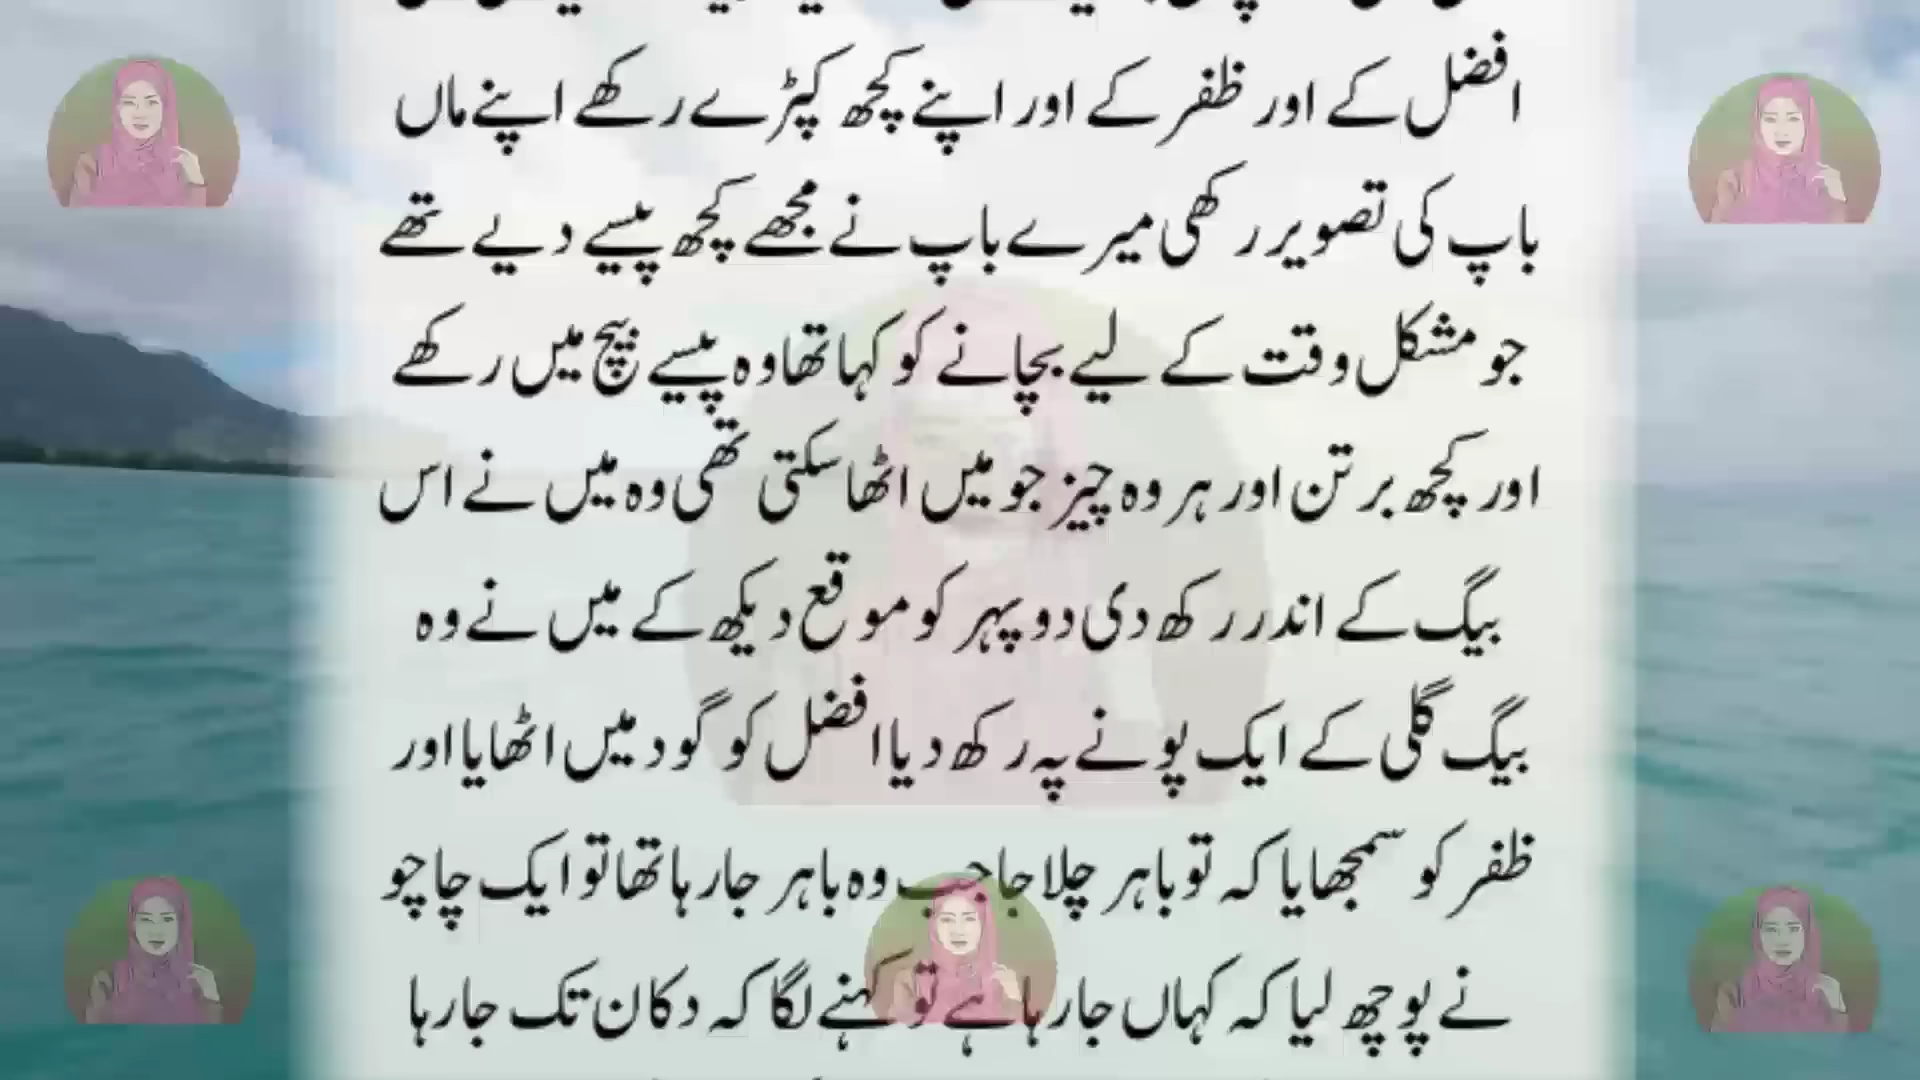 افضل کے اور ظفر کے اور اپنے کچھ کپڑے رکھے اپنے ماں
باپ کی تصویر رکھی میرے باپ نے مجھے کچھ پیسے دیے تھے
جو مشکل وقت کے لیے بچانے کو کہا تھا وہ پیسے بیچ میں رکھے
اور کچھ برتن اور ہر وہ چیز جو میں اٹھا سکتی تھی وہ میں نے اس
بیگ کے اندر رکھ دی دوپہر کو موقع دیکھ کے میں نے وہ
بیگ گلی کے ایک پونے پہ رکھ دیا افضل کو گود میں اٹھایا اور
ظفر کو سمجھایا کہ تو باہر چلا جا جب وہ باہر جا رہا تھا تو ایک چاچو
نے پوچھ لیا کہ کہاں جا رہا ہے تو کہنے لگا کہ دکان تک جا رہا